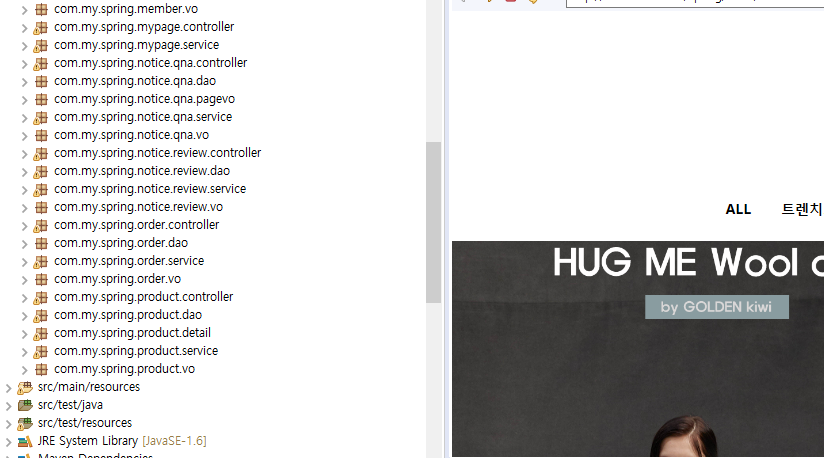 com.my.spring.member.vo
com.my.spring.mypage.controller
com.my.spring.mypage.service
com.my.spring.notice.qna.controller
com.my.spring.notice.qna.dao
com.my.spring.notice.qna.pagevo
com.my.spring.notice.qna.service
com.my.spring.notice.qna.vo
com.my.spring.notice.review.controller
com.my.spring.notice.review.dao
com.my.spring.notice.review.service
com.my.spring.notice.review.vo
com.my.spring.order.controller
com.my.spring.order.dao
com.my.spring.order.service
com.my.spring.order.vo
com.my.spring.product.controller
com.my.spring.product.dao
com.my.spring.product.detail
com.my.spring.product.service
com.my.spring.product.vo
src/main/resources
src/test/java
src/test/resources
JRE System Library [JavaSE-1.6]
Maven Dependencies
ALL 트렌치
HUG ME Wool
by GOLDEN kiwi